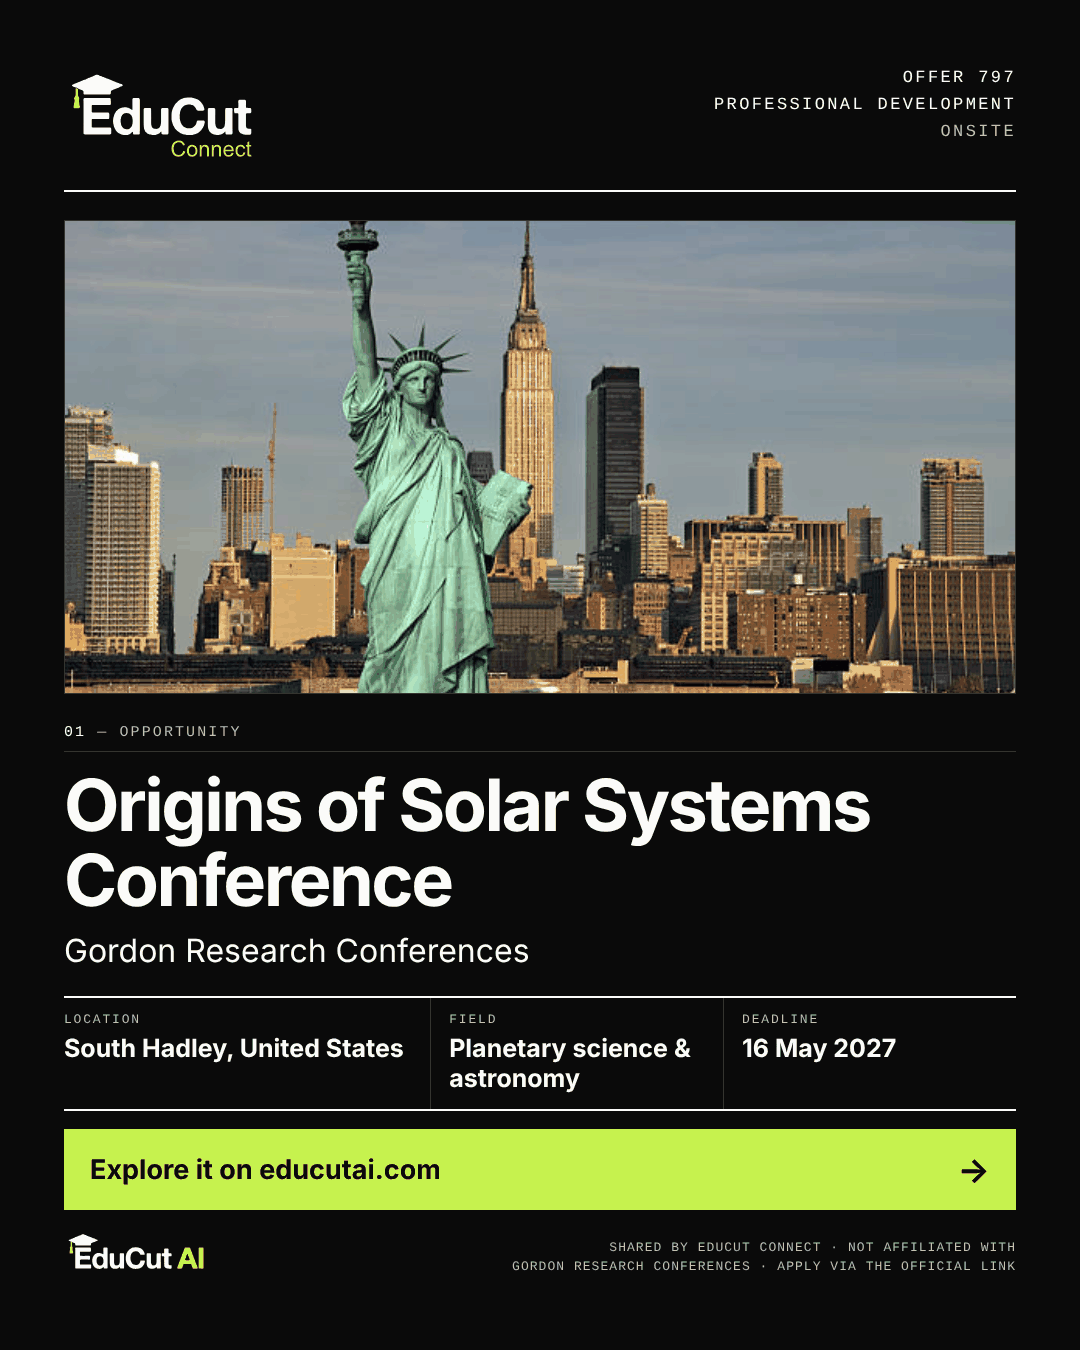 EduCut
Connect
OFFER 797
PROFESSIONAL DEVELOPMENT
ONSITE
01 — OPPORTUNITY
Origins of Solar Systems
Conference
Gordon Research Conferences
LOCATION
South Hadley, United States
FIELD
Planetary science &
astronomy
DEADLINE
16 May 2027
Explore it on educutai.com →
EduCut AI
SHARED BY EDUCUT CONNECT · NOT AFFILIATED WITH
GORDON RESEARCH CONFERENCES · APPLY VIA THE OFFICIAL LINK